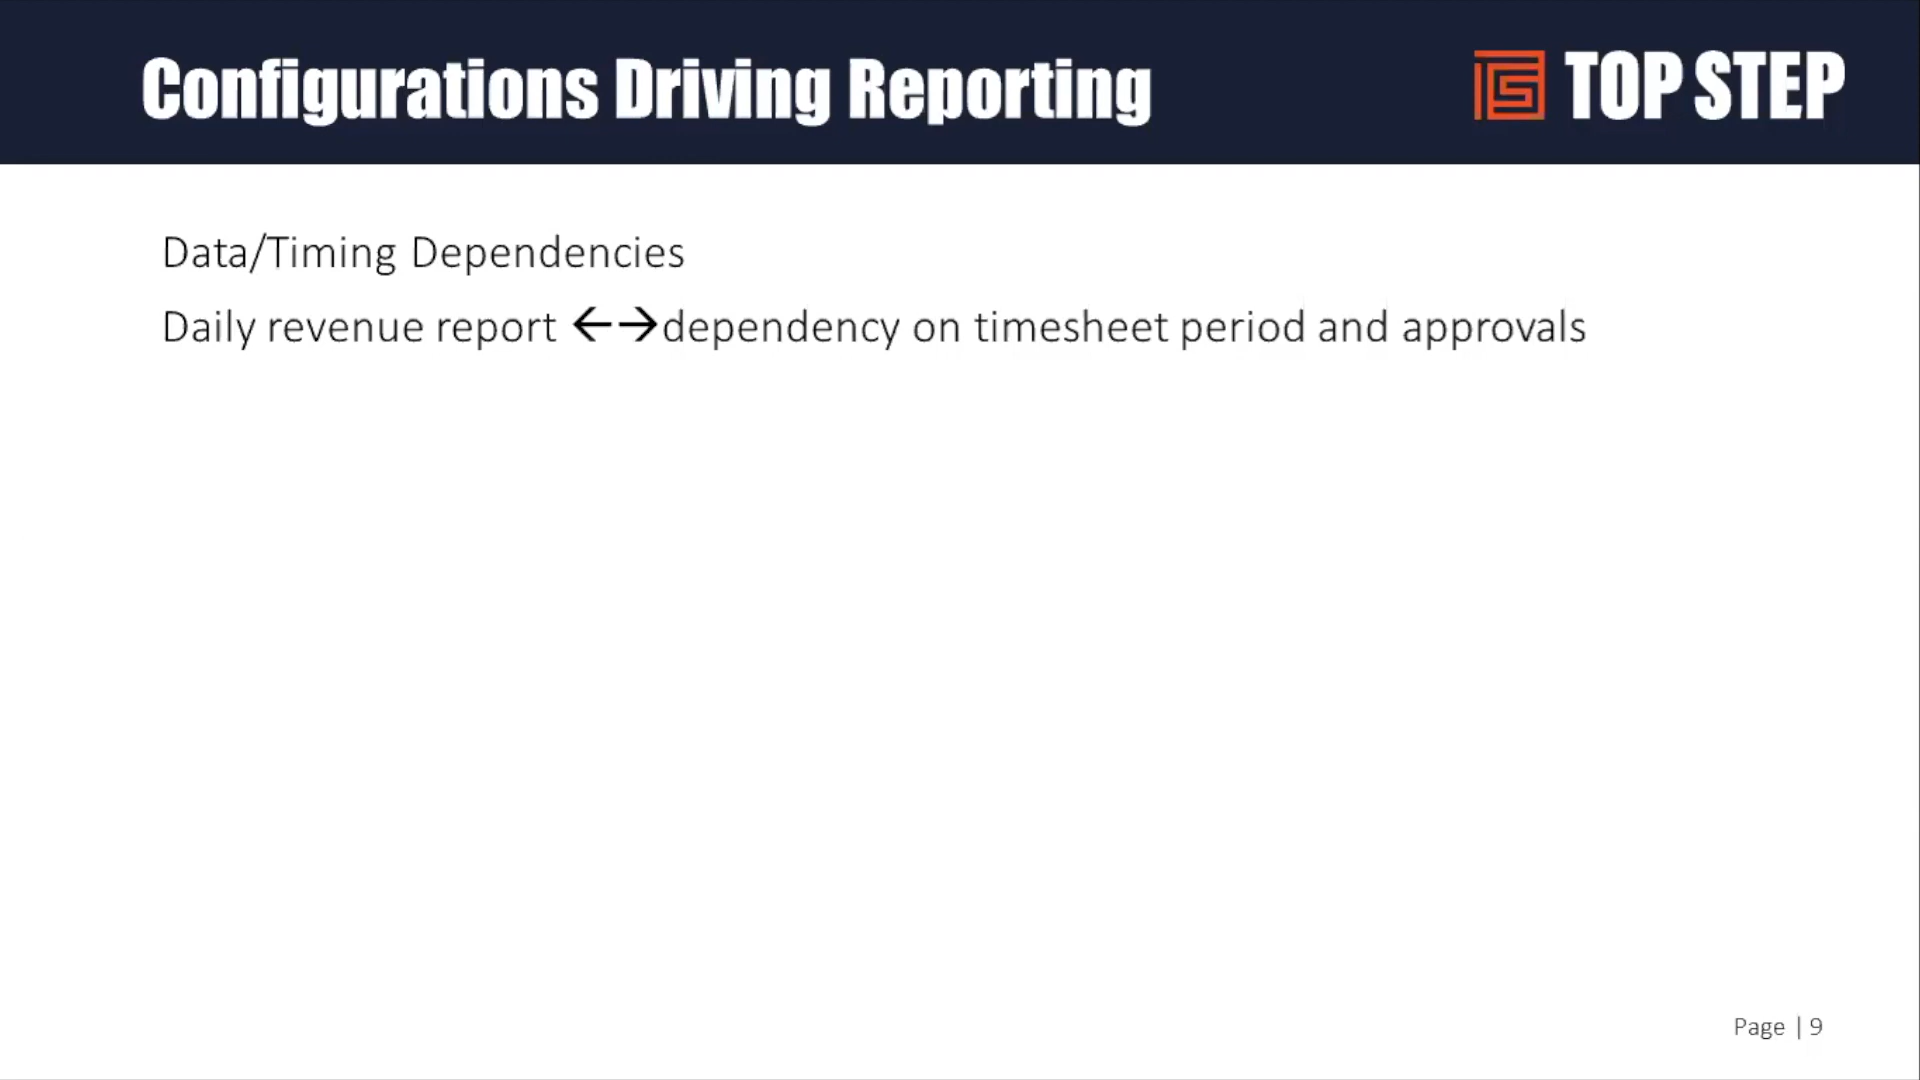 Configurations Driving Reporting
TOP STEP
Data/Timing Dependencies
Daily revenue report ←→dependency on timesheet period and approvals
Page | 9